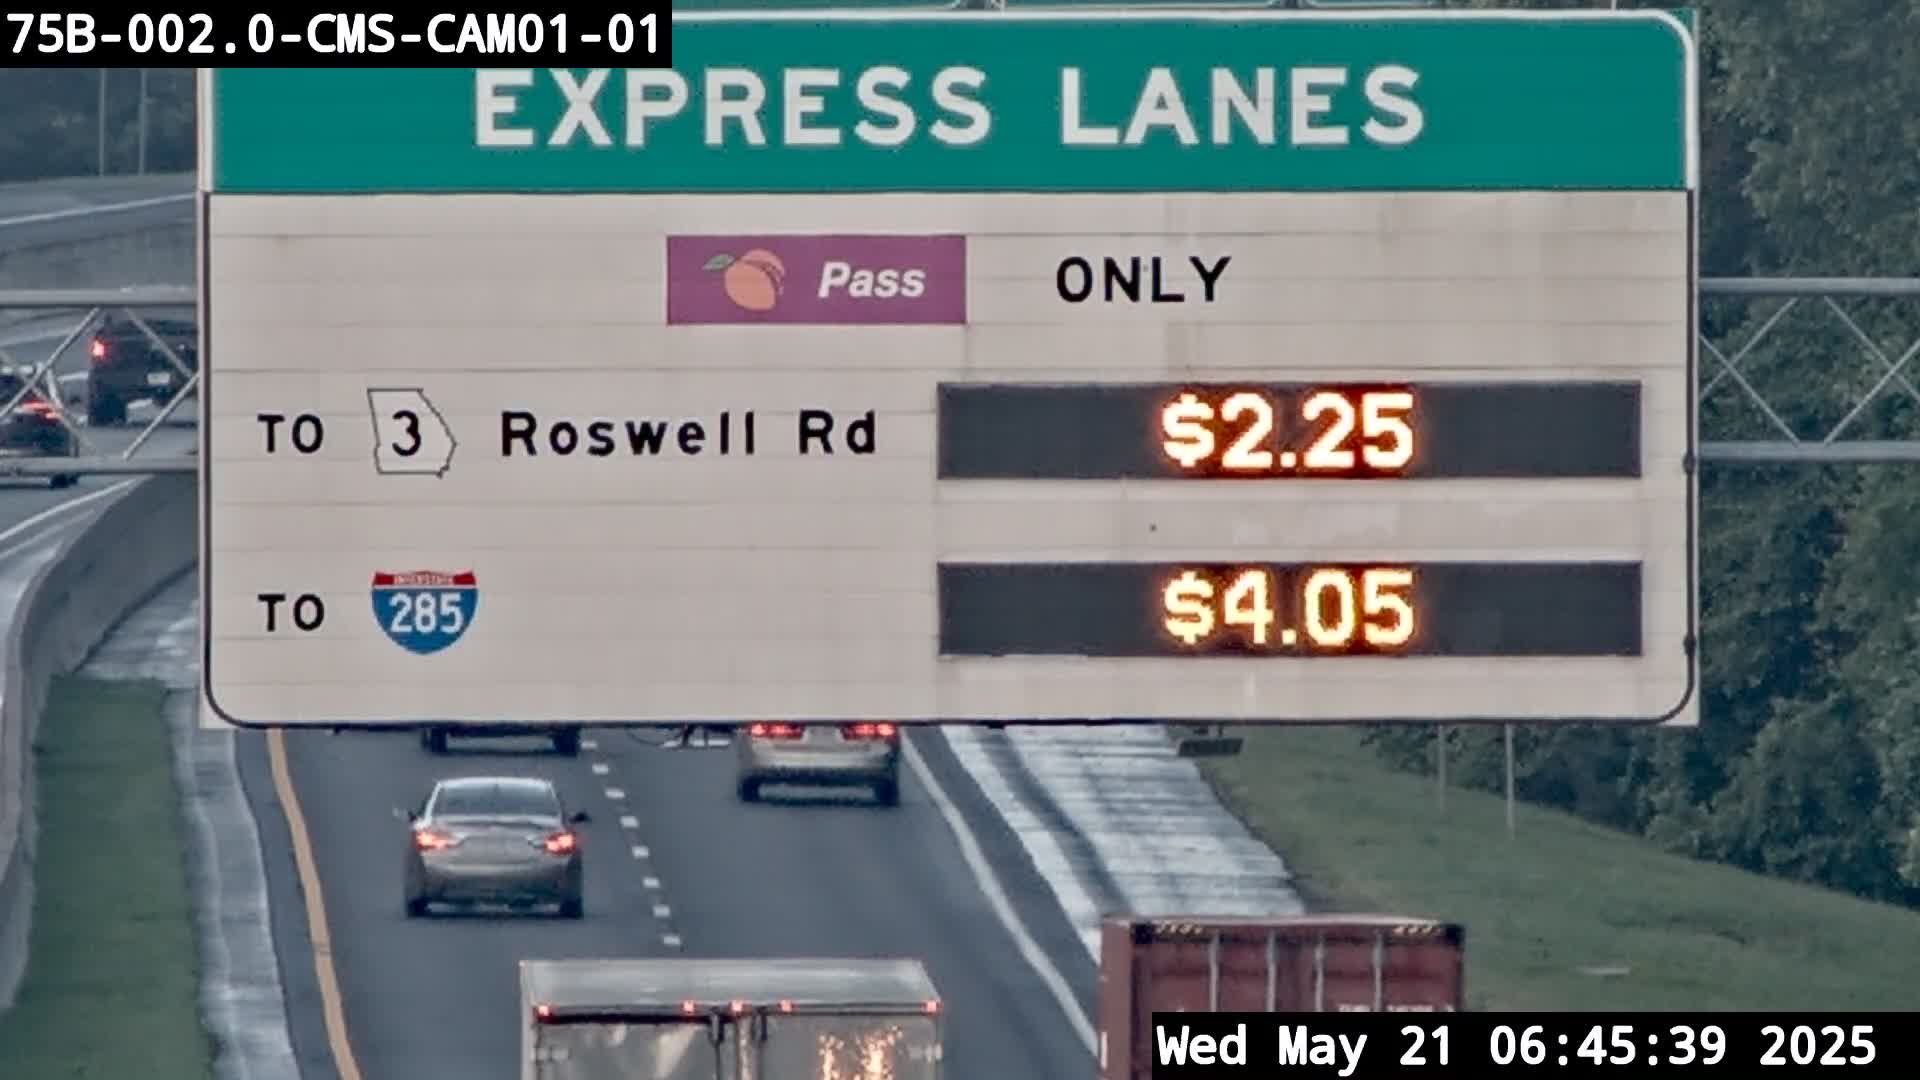 75B-002.0-CMS-CAM01-01
EXPRESS LANES
Pass ONLY
TO 3 Roswell Rd $2.25
INTERSTATE
TO 285 $4.05
Wed May 21 06:45:39 2025